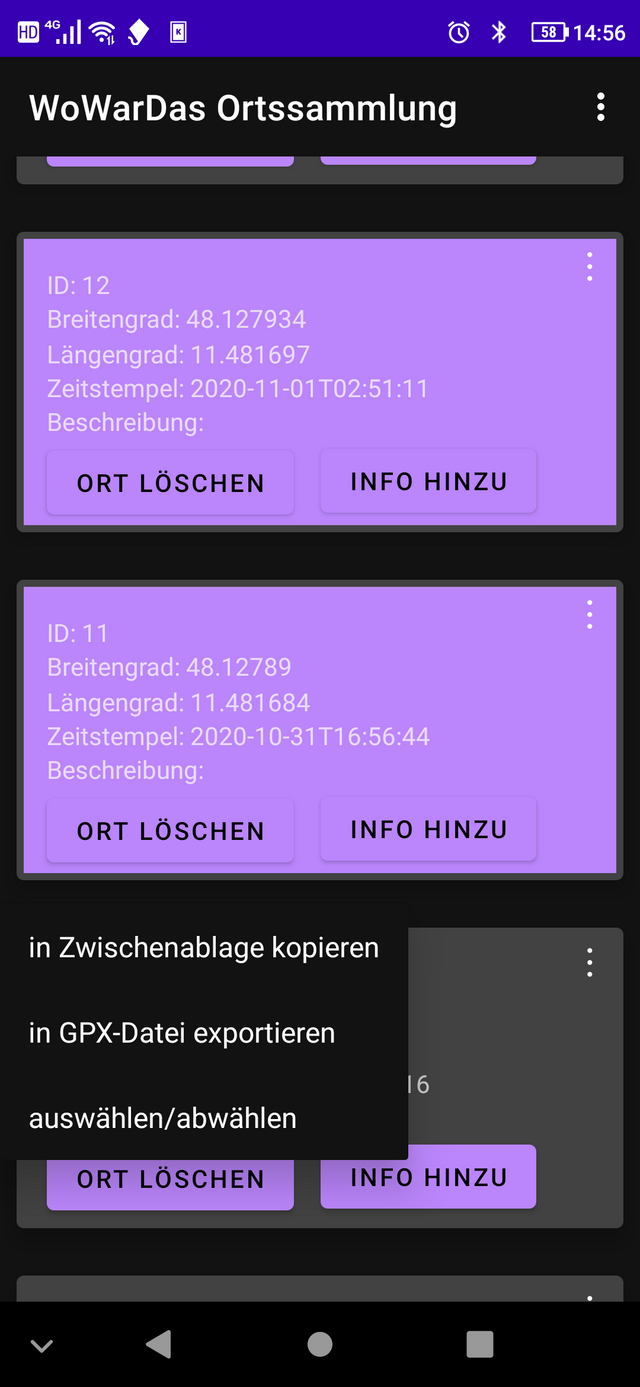 HD 4G 58 14:56
WoWarDas Ortssammlung
ID: 12
Breitengrad: 48.127934
Längengrad: 11.481697
Zeitstempel: 2020-11-01T02:51:11
Beschreibung:
ORT LÖSCHEN INFO HINZU
ID: 11
Breitengrad: 48.12789
Längengrad: 11.481684
Zeitstempel: 2020-10-31T16:56:44
Beschreibung:
ORT LÖSCHEN INFO HINZU
in Zwischenablage kopieren
in GPX-Datei exportieren
16
auswählen/abwählen
ORT LÖSCHEN INFO HINZU